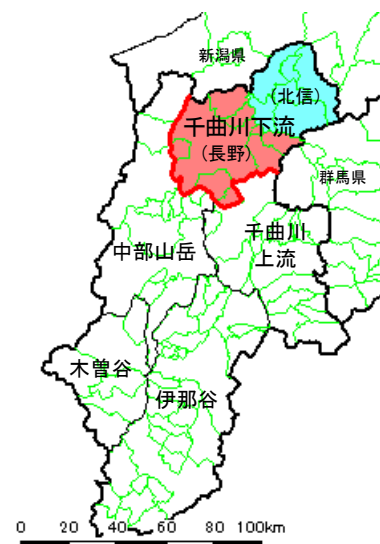 新潟県
（北信）
千曲川下流
（長野）
群馬県
中部山岳
千曲川
上流
木曽谷
伊那谷
0 20 40 60 80 100km